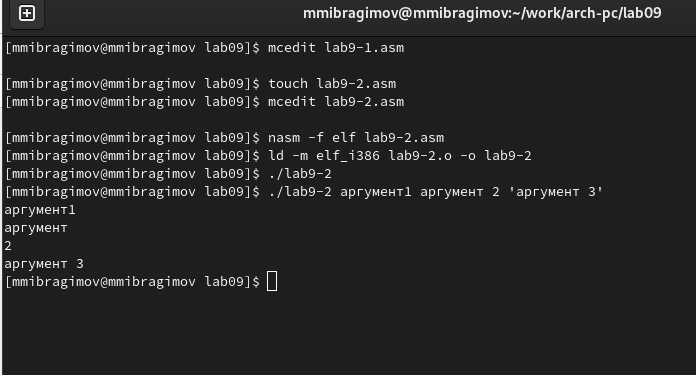 mmibragimov@mmibragimov:~/work/arch-pc/lab09
[mmibragimov@mmibragimov lab09]$ mcedit lab9-1.asm
[mmibragimov@mmibragimov lab09]$ touch lab9-2.asm
[mmibragimov@mmibragimov lab09]$ mcedit lab9-2.asm
[mmibragimov@mmibragimov lab09]$ nasm -f elf lab9-2.asm
[mmibragimov@mmibragimov lab09]$ ld -m elf_i386 lab9-2.o -o lab9-2
[mmibragimov@mmibragimov lab09]$ ./lab9-2
[mmibragimov@mmibragimov lab09]$ ./lab9-2 аргумент1 аргумент 2 'аргумент 3'
аргумент1
аргумент
2
аргумент 3
[mmibragimov@mmibragimov lab09]$